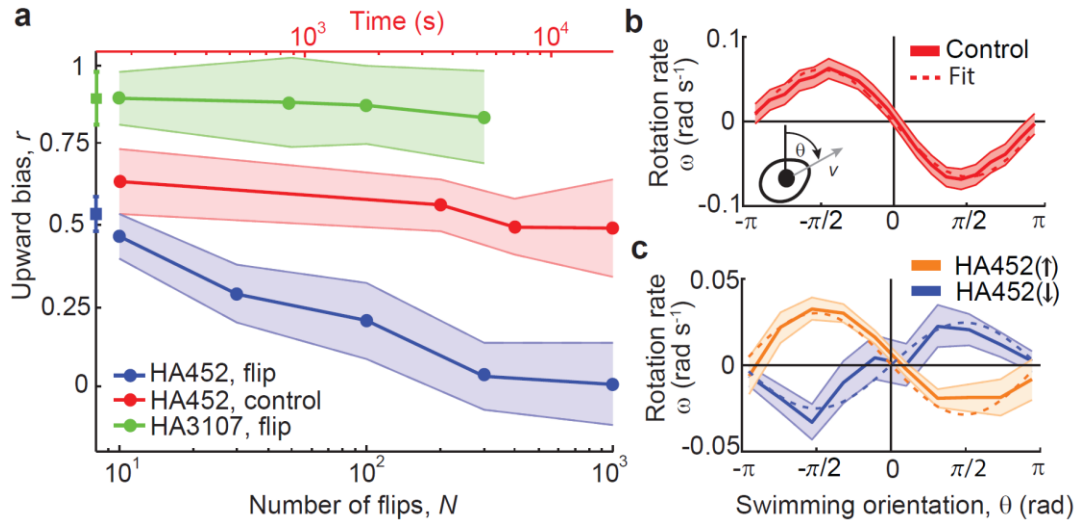 a
Time (s)
10³ 10⁴
Upward bias, r
1
0.75
0.5
0.25
0
HA452, flip
HA452, control
HA3107, flip
10¹ 10² 10³
Number of flips, N
b
Rotation rate
ω (rad s⁻¹)
0.1
0
-0.1
Control
Fit
θ
v
-π -π/2 0 π/2 π
c
Rotation rate
ω (rad s⁻¹)
0.05
0
-0.05
HA452(↑)
HA452(↓)
-π -π/2 0 π/2 π
Swimming orientation, θ (rad)